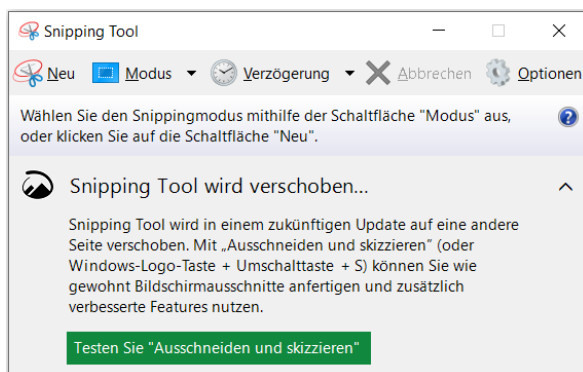 Snipping Tool
Neu Modus Verzögerung Abbrechen Optionen
Wählen Sie den Snippingmodus mithilfe der Schaltfläche "Modus" aus,
oder klicken Sie auf die Schaltfläche "Neu".
?
Snipping Tool wird verschoben...
Snipping Tool wird in einem zukünftigen Update auf eine andere
Seite verschoben. Mit „Ausschneiden und skizzieren" (oder
Windows-Logo-Taste + Umschalttaste + S) können Sie wie
gewohnt Bildschirmausschnitte anfertigen und zusätzlich
verbesserte Features nutzen.
Testen Sie "Ausschneiden und skizzieren"